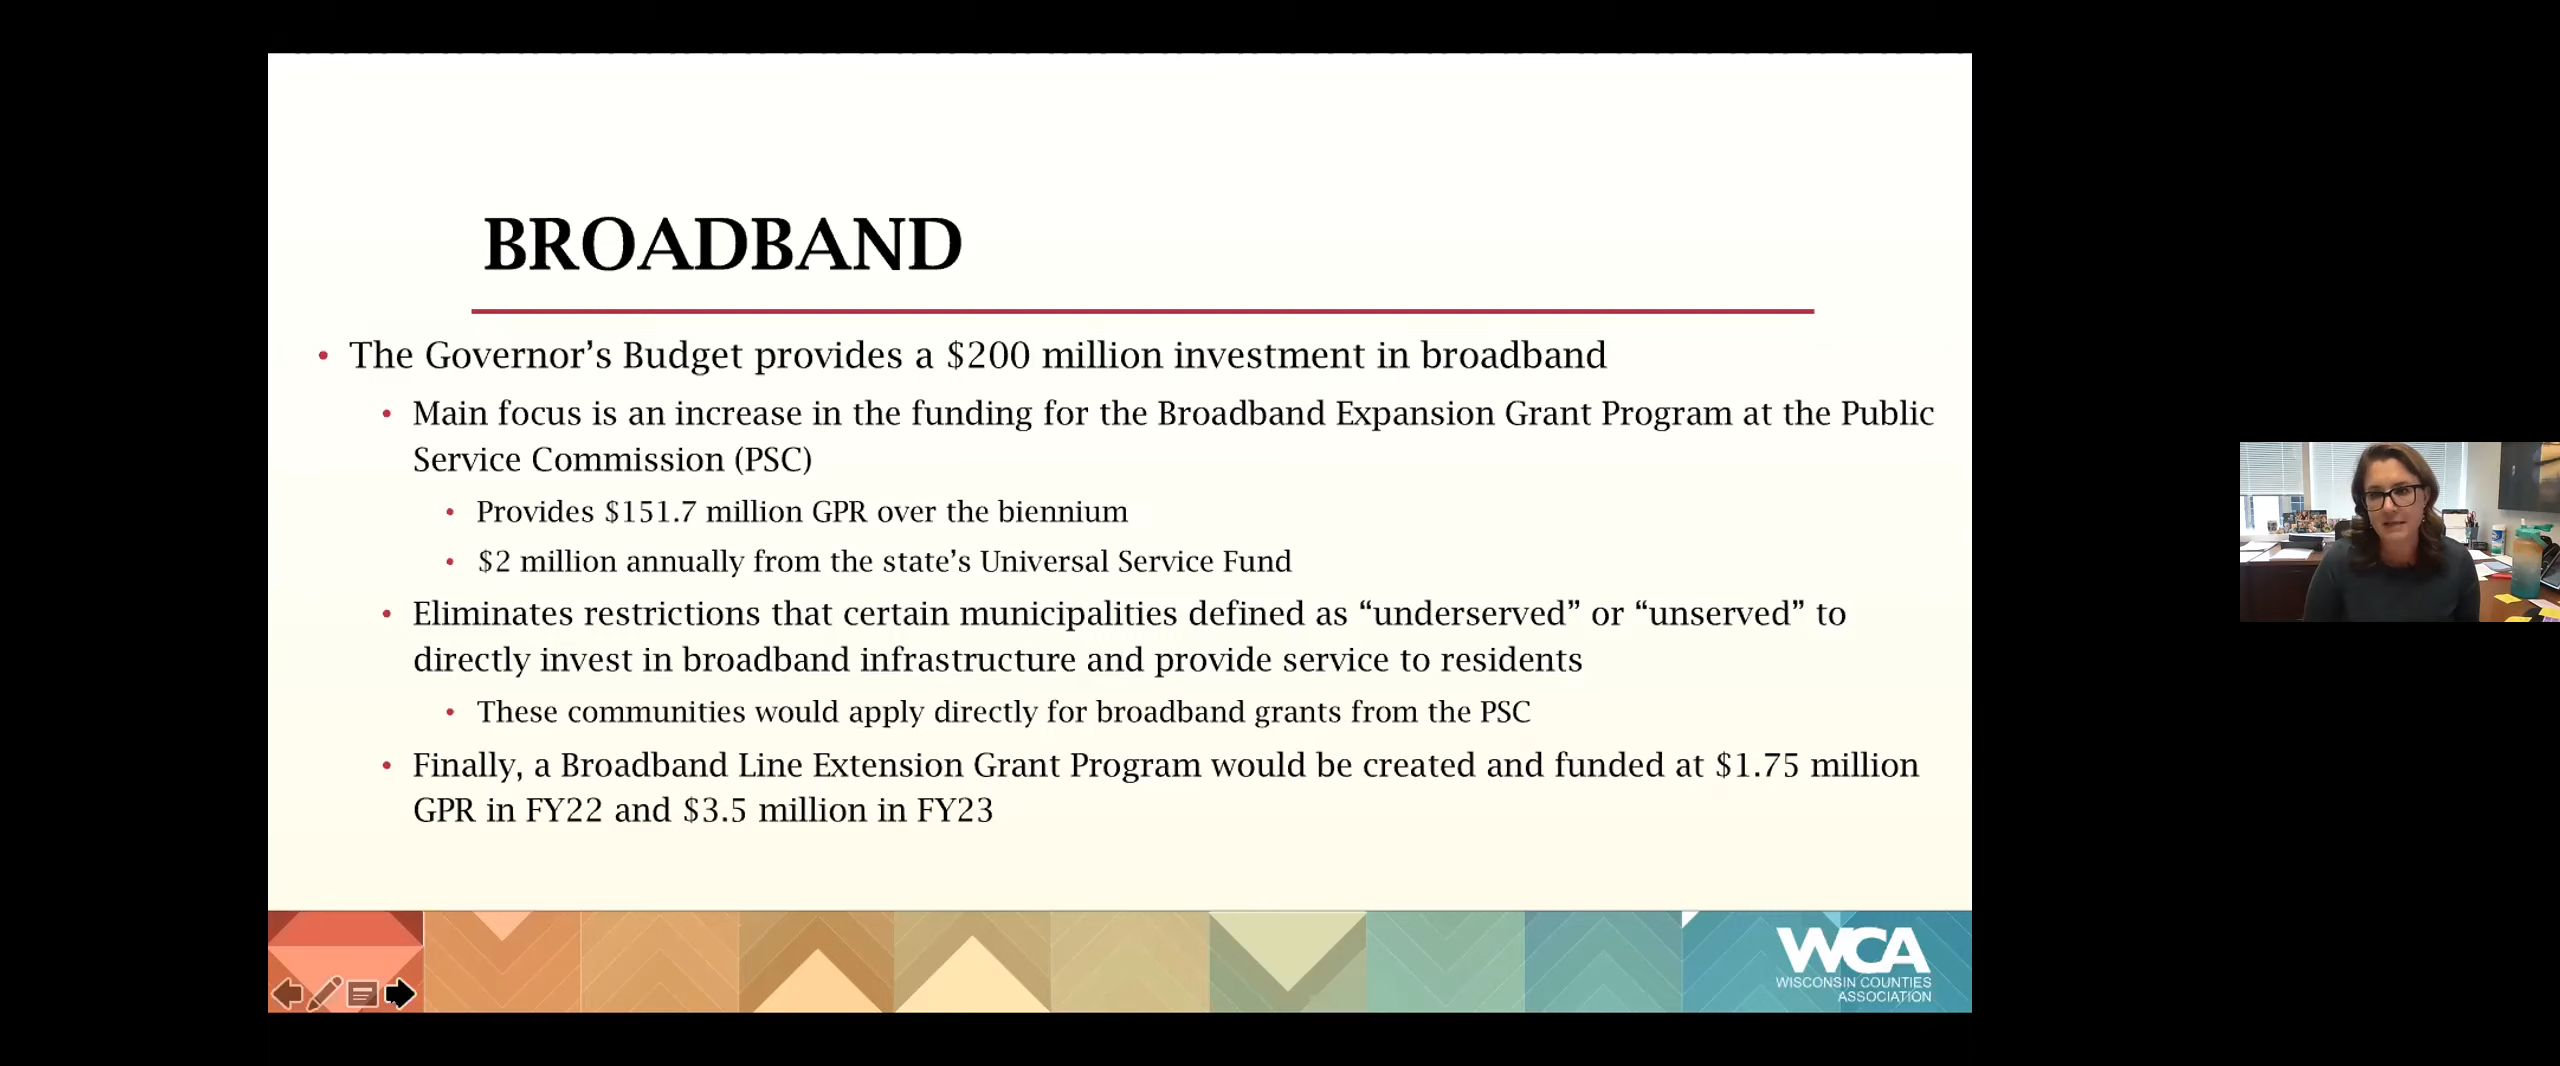 BROADBAND
• The Governor’s Budget provides a $200 million investment in broadband
• Main focus is an increase in the funding for the Broadband Expansion Grant Program at the Public
Service Commission (PSC)
• Provides $151.7 million GPR over the biennium
• $2 million annually from the state’s Universal Service Fund
• Eliminates restrictions that certain municipalities defined as “underserved” or “unserved” to
directly invest in broadband infrastructure and provide service to residents
• These communities would apply directly for broadband grants from the PSC
• Finally, a Broadband Line Extension Grant Program would be created and funded at $1.75 million
GPR in FY22 and $3.5 million in FY23
WCA
WISCONSIN COUNTIES
ASSOCIATION